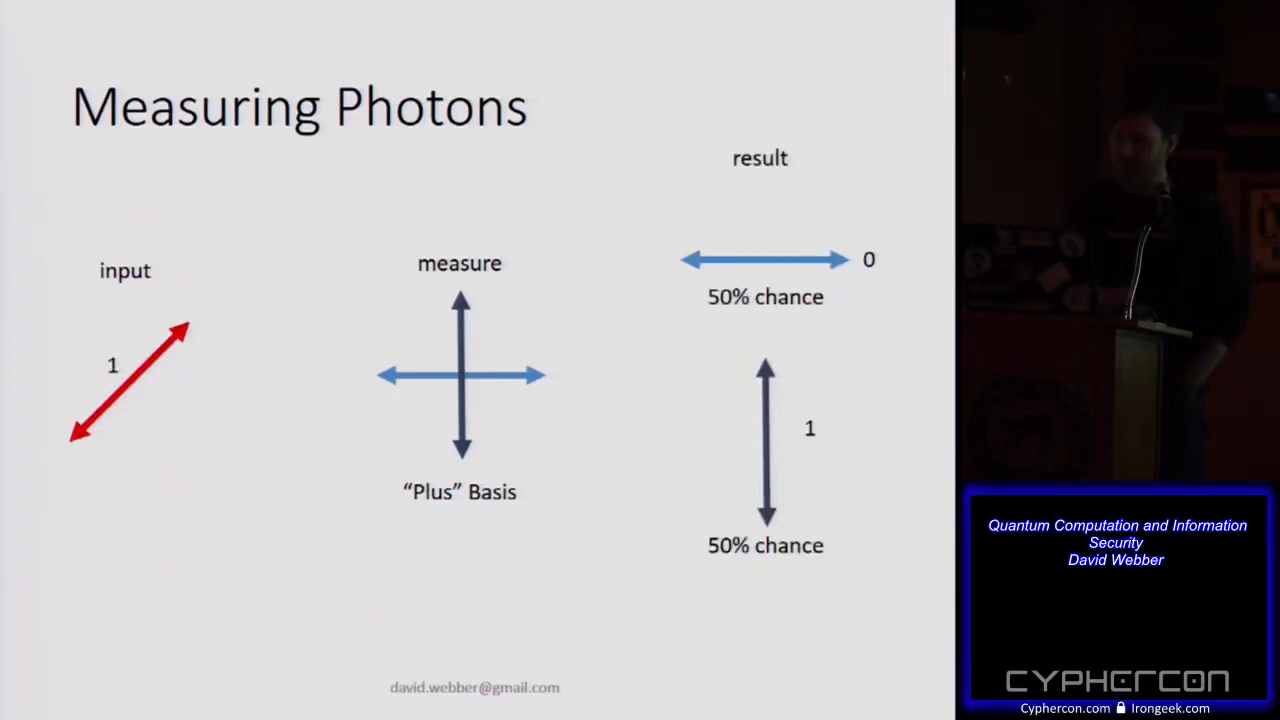 Measuring Photons
result
input
measure
0
50% chance
1
1
"Plus" Basis
50% chance
david.webber@gmail.com
Quantum Computation and Information
Security
David Webber
CYPHERCON
Cyphercon.com Irongeek.com